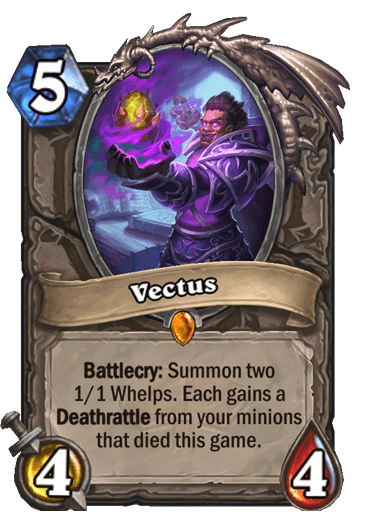 5
Vectus
Battlecry: Summon two
1/1 Whelps. Each gains a
Deathrattle from your minions
that died this game.
4
4